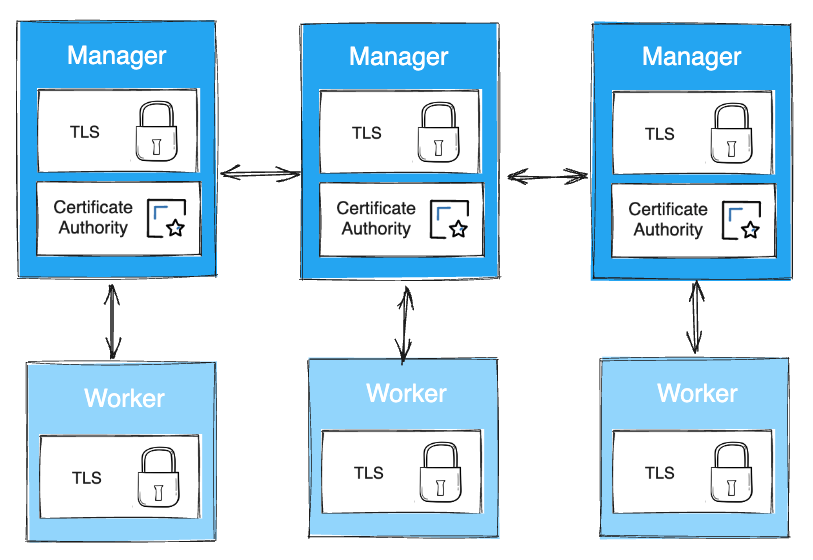 Manager
Manager
Manager
TLS
TLS
TLS
Certificate
Authority
Certificate
Authority
Certificate
Authority
Worker
Worker
Worker
TLS
TLS
TLS